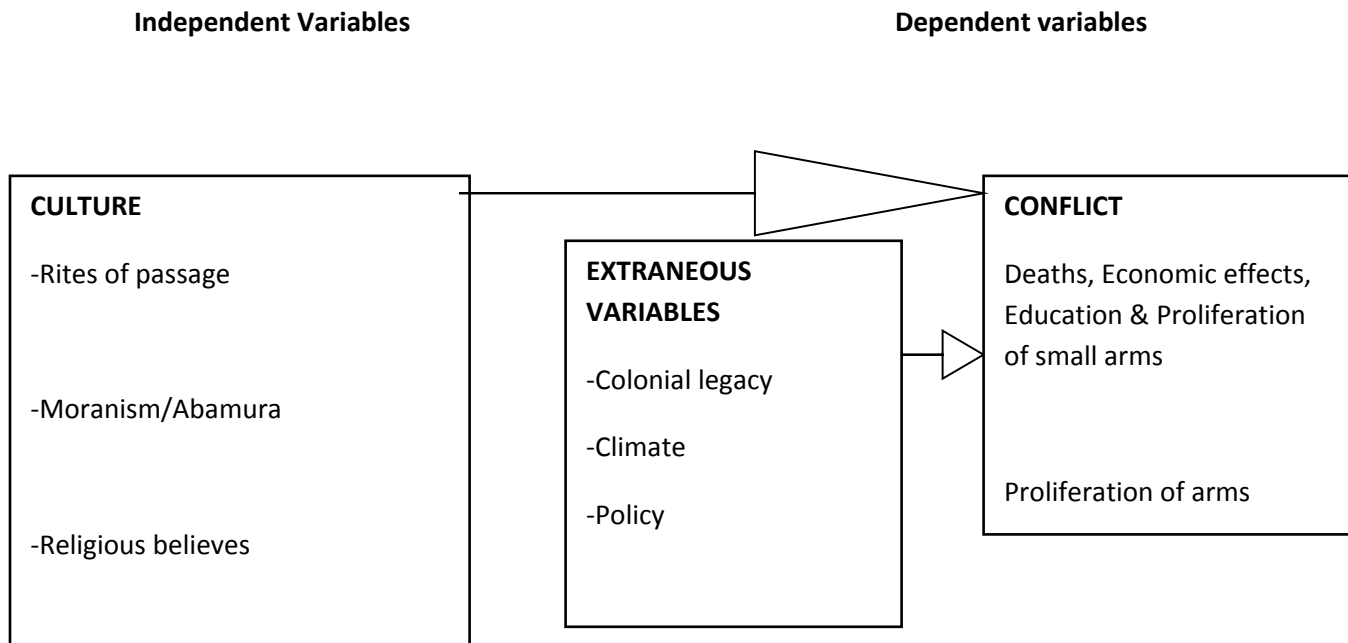 Independent Variables
Dependent variables
CULTURE
-Rites of passage
-Moranism/Abamura
-Religious believes
EXTRANEOUS
VARIABLES
-Colonial legacy
-Climate
-Policy
CONFLICT
Deaths, Economic effects,
Education & Proliferation
of small arms
Proliferation of arms